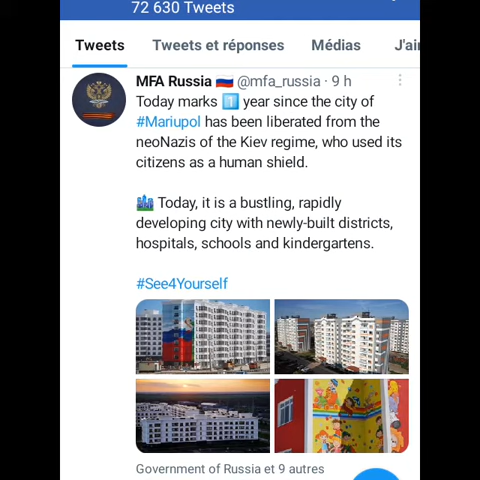 72 630 Tweets
Tweets Tweets et réponses Médias J'ai
MFA Russia 🇷🇺 @mfa_russia · 9 h
Today marks 1️⃣ year since the city of
#Mariupol has been liberated from the
neoNazis of the Kiev regime, who used its
citizens as a human shield.
🏙️ Today, it is a bustling, rapidly
developing city with newly-built districts,
hospitals, schools and kindergartens.
#See4Yourself
Government of Russia et 9 autres